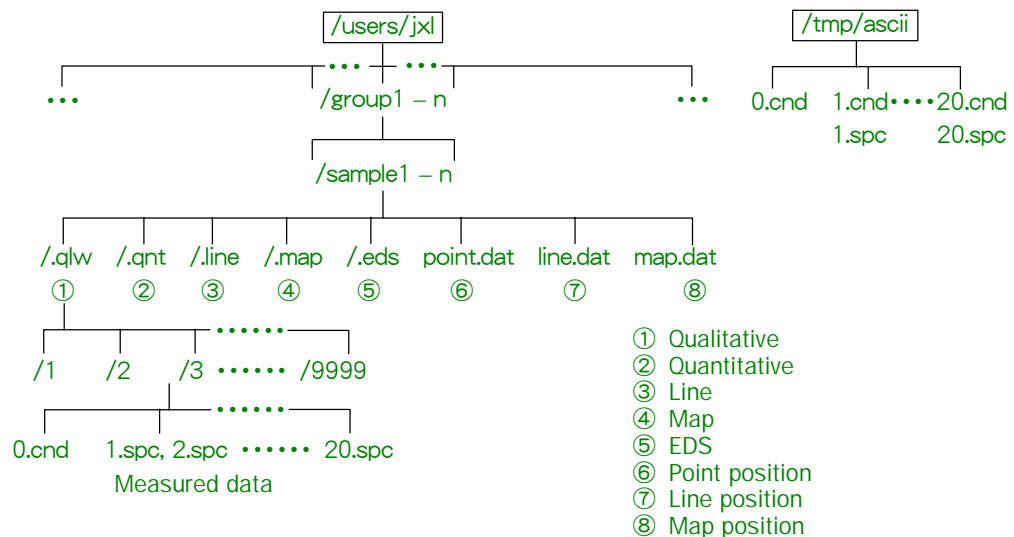 /users/jxl /tmp/ascii
••• ••• ••• •••
/group1 – n 0.cnd 1.cnd••••20.cnd
1.spc 20.spc
/sample1 – n
/.qlw /.qnt /.line /.map /.eds point.dat line.dat map.dat
① ② ③ ④ ⑤ ⑥ ⑦ ⑧
••••••
/1 /2 /3 •••••• /9999
••••••
0.cnd 1.spc, 2.spc •••••• 20.spc
Measured data
① Qualitative
② Quantitative
③ Line
④ Map
⑤ EDS
⑥ Point position
⑦ Line position
⑧ Map position